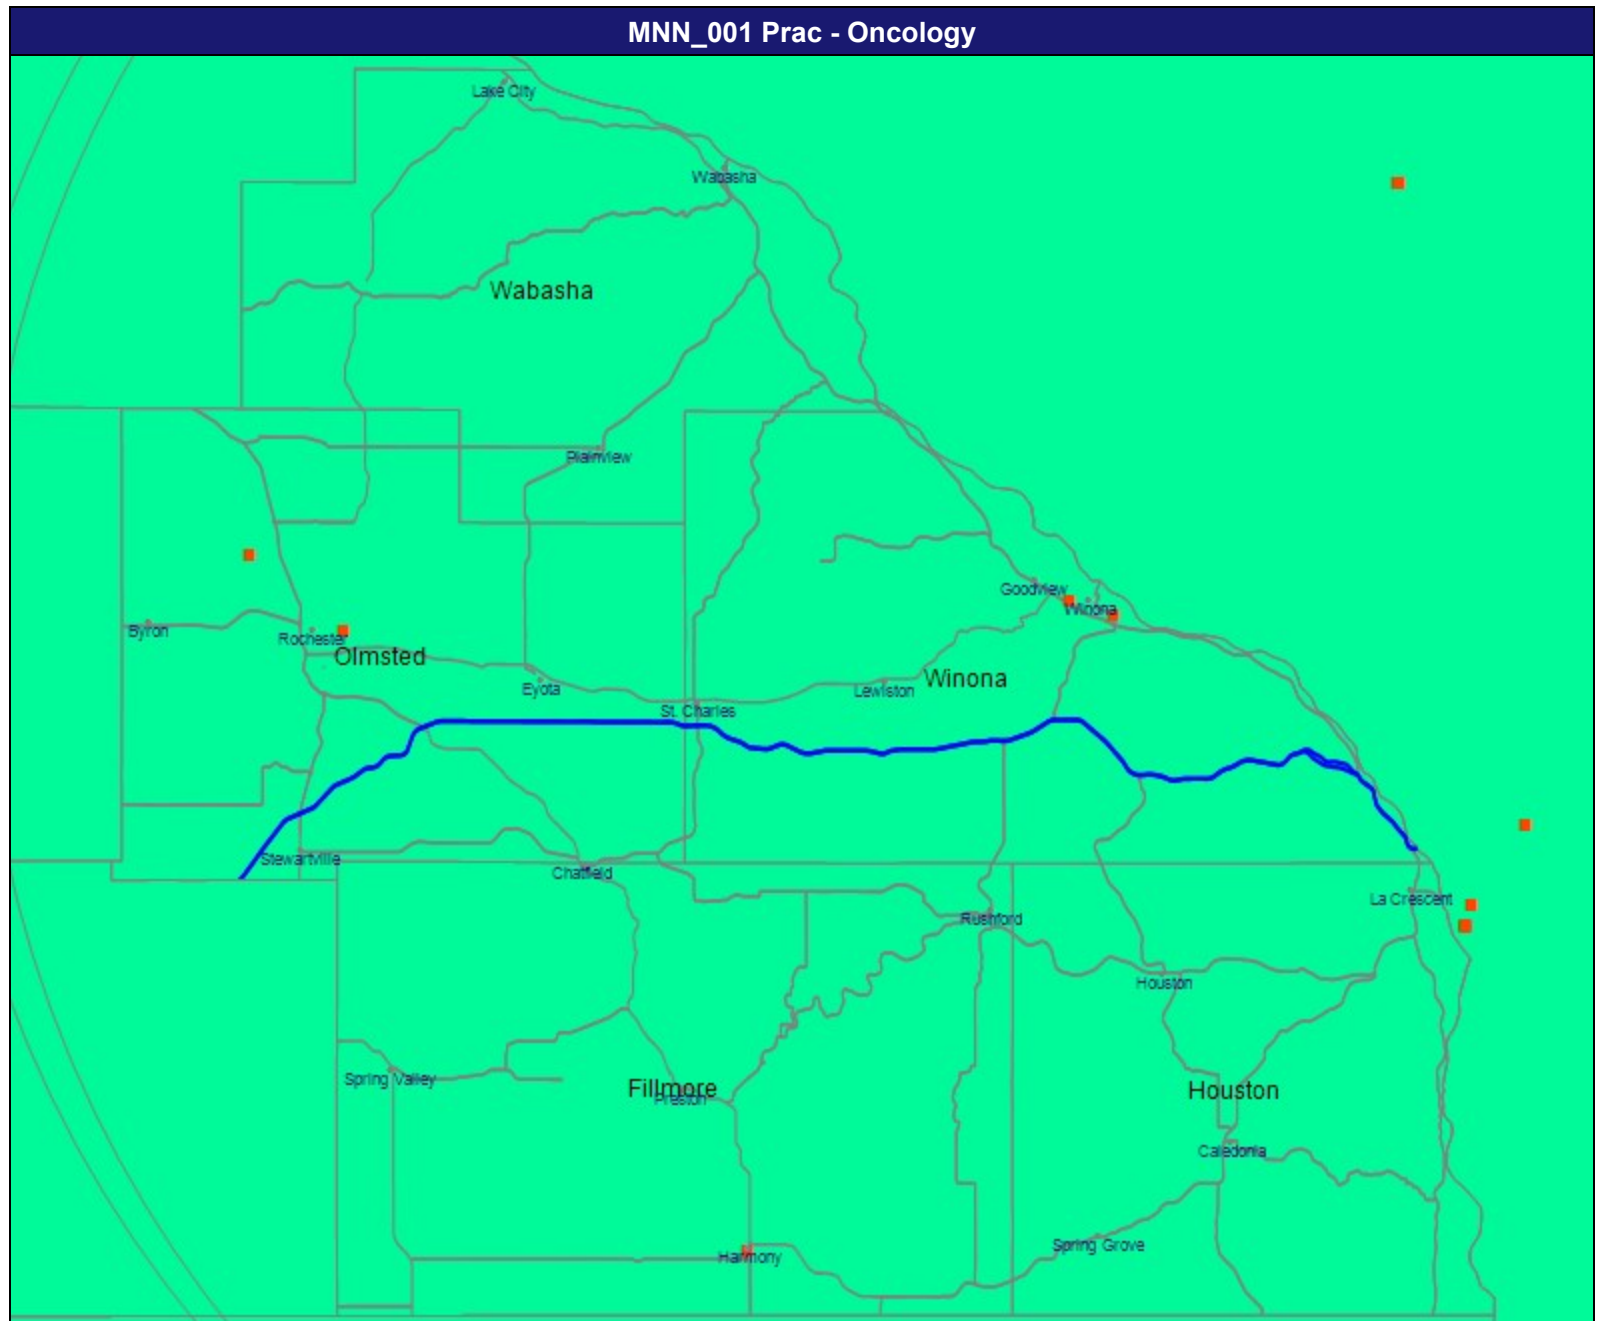 MNN_001 Prac - Oncology
Lake City
Wabasha
Wabasha
Plainview
Goodview
Winona
Byron
Rochester
Olmsted
Eyota
Lewiston
Winona
St. Charles
Stewartville
Chatfield
La Crescent
Rushford
Houston
Spring Valley
Fillmore
Preston
Houston
Caledonia
Harmony
Spring Grove